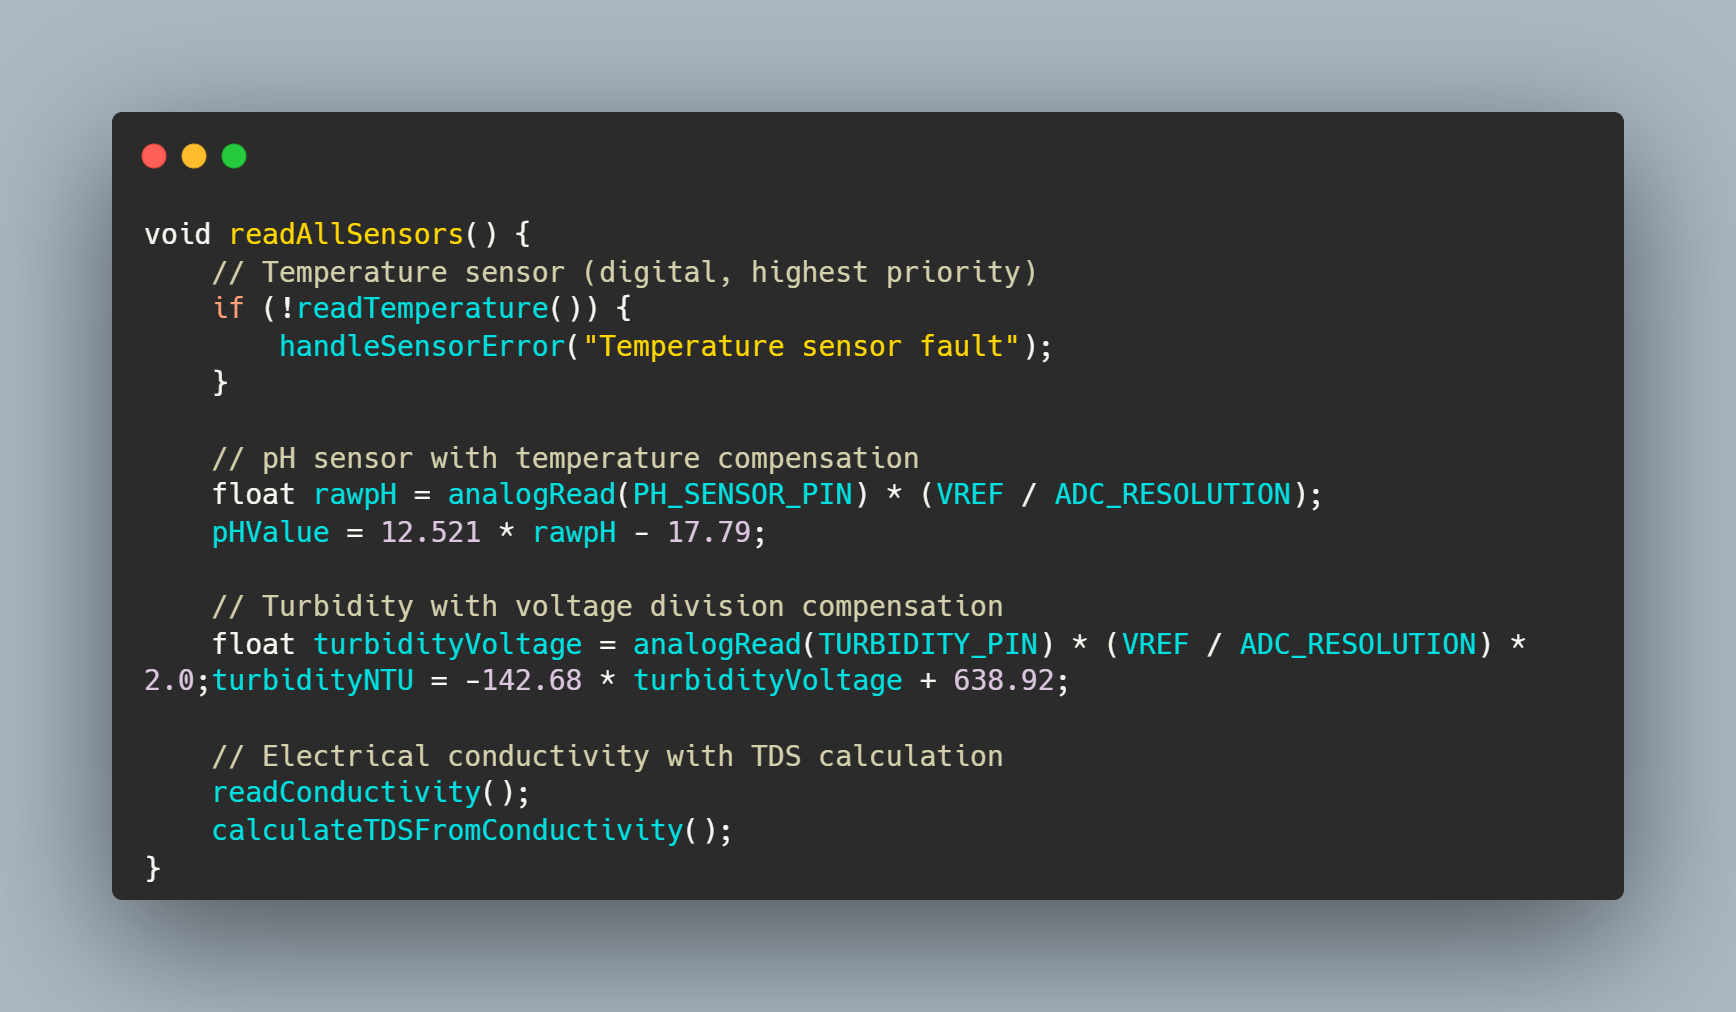 void readAllSensors() {
    // Temperature sensor (digital, highest priority)
    if (!readTemperature()) {
        handleSensorError("Temperature sensor fault");
    }

    // pH sensor with temperature compensation
    float rawpH = analogRead(PH_SENSOR_PIN) * (VREF / ADC_RESOLUTION);
    pHValue = 12.521 * rawpH - 17.79;

    // Turbidity with voltage division compensation
    float turbidityVoltage = analogRead(TURBIDITY_PIN) * (VREF / ADC_RESOLUTION) *
2.0;turbidityNTU = -142.68 * turbidityVoltage + 638.92;

    // Electrical conductivity with TDS calculation
    readConductivity();
    calculateTDSFromConductivity();
}